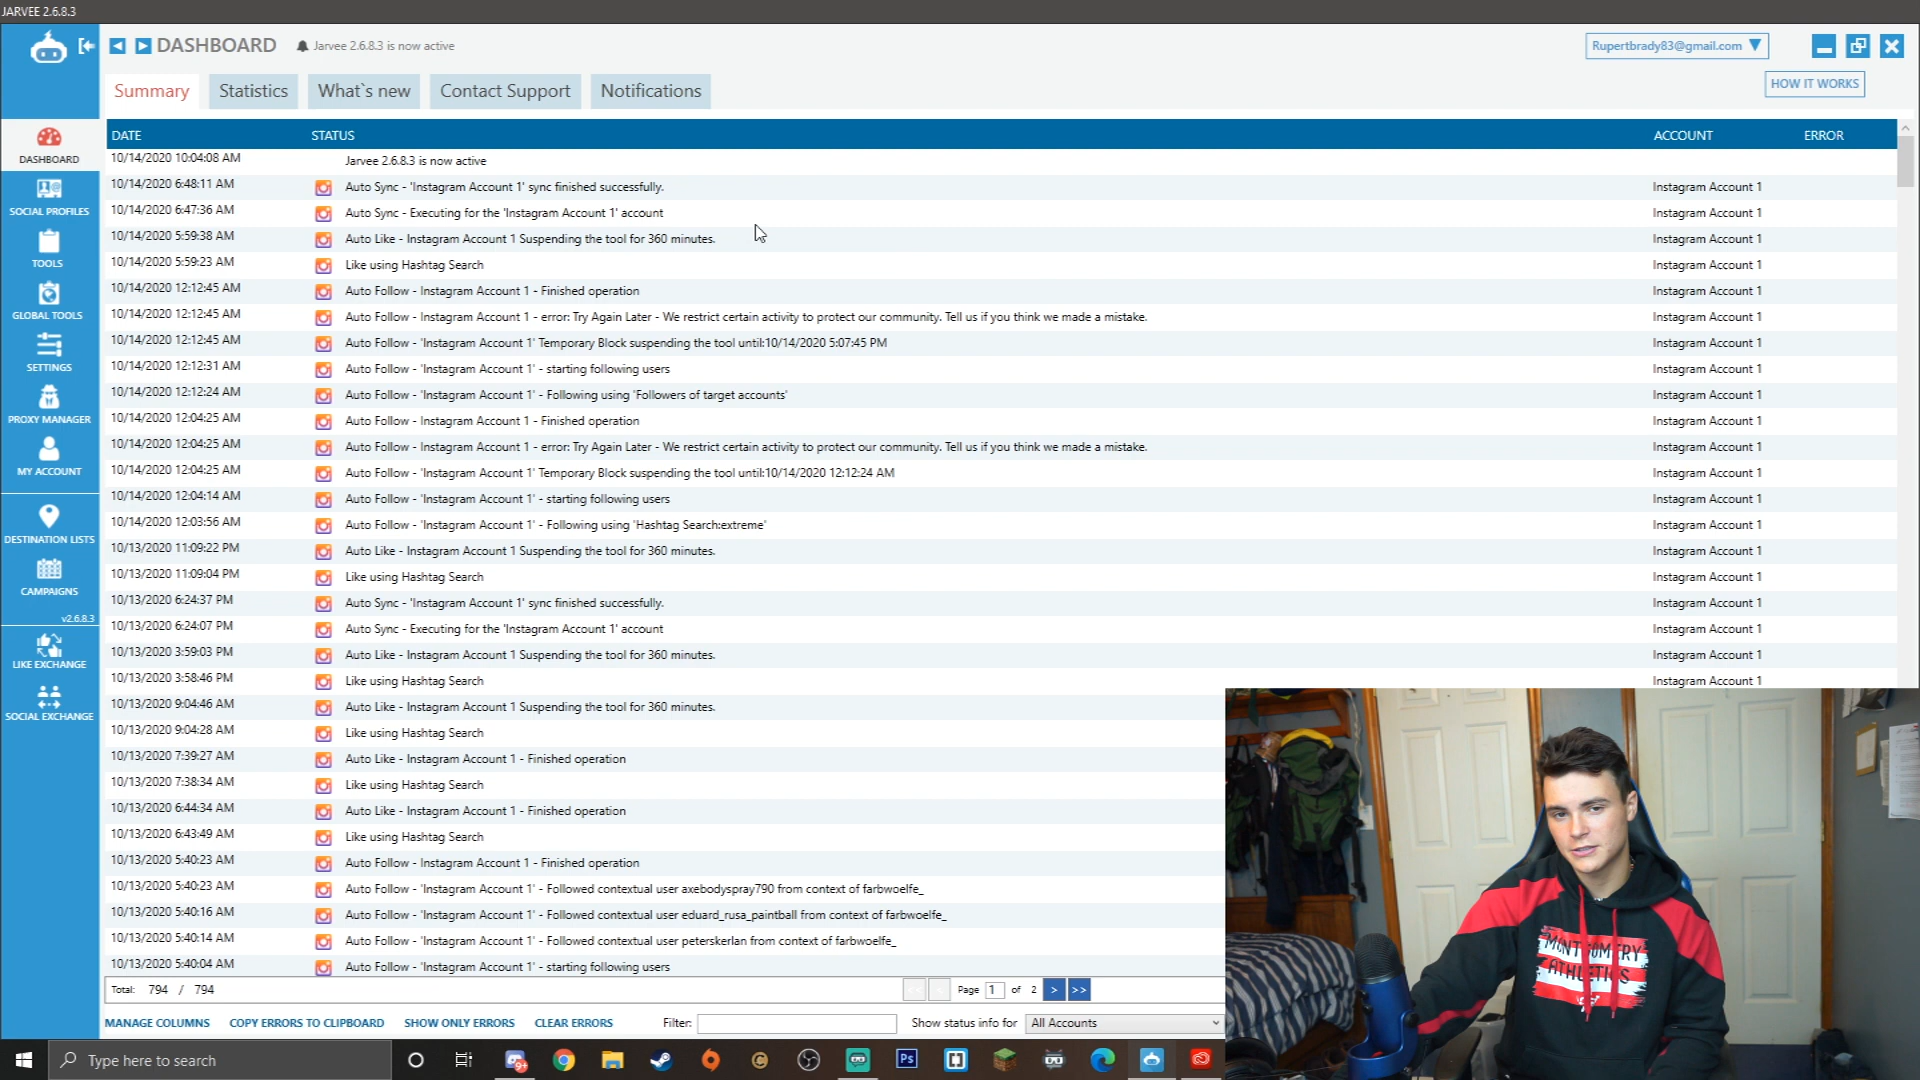 JARVEE 2.6.8.3
DASHBOARD
Jarvee 2.6.8.3 is now active
Rupertbrady83@gmail.com
Summary
Statistics
What`s new
Contact Support
Notifications
HOW IT WORKS
DATE STATUS ACCOUNT ERROR
10/14/2020 10:04:08 AM Jarvee 2.6.8.3 is now active
10/14/2020 6:48:11 AM Auto Sync - 'Instagram Account 1' sync finished successfully. Instagram Account 1
10/14/2020 6:47:36 AM Auto Sync - Executing for the 'Instagram Account 1' account Instagram Account 1
10/14/2020 5:59:38 AM Auto Like - Instagram Account 1 Suspending the tool for 360 minutes. Instagram Account 1
10/14/2020 5:59:23 AM Like using Hashtag Search Instagram Account 1
10/14/2020 12:12:45 AM Auto Follow - Instagram Account 1 - Finished operation Instagram Account 1
10/14/2020 12:12:45 AM Auto Follow - Instagram Account 1 - error: Try Again Later - We restrict certain activity to protect our community. Tell us if you think we made a mistake. Instagram Account 1
10/14/2020 12:12:45 AM Auto Follow - 'Instagram Account 1' Temporary Block suspending the tool until:10/14/2020 5:07:45 PM Instagram Account 1
10/14/2020 12:12:31 AM Auto Follow - 'Instagram Account 1' - starting following users Instagram Account 1
10/14/2020 12:12:24 AM Auto Follow - 'Instagram Account 1' - Following using 'Followers of target accounts' Instagram Account 1
10/14/2020 12:04:25 AM Auto Follow - Instagram Account 1 - Finished operation Instagram Account 1
10/14/2020 12:04:25 AM Auto Follow - Instagram Account 1 - error: Try Again Later - We restrict certain activity to protect our community. Tell us if you think we made a mistake. Instagram Account 1
10/14/2020 12:04:25 AM Auto Follow - 'Instagram Account 1' Temporary Block suspending the tool until:10/14/2020 12:12:24 AM Instagram Account 1
10/14/2020 12:04:14 AM Auto Follow - 'Instagram Account 1' - starting following users Instagram Account 1
10/14/2020 12:03:56 AM Auto Follow - 'Instagram Account 1' - Following using 'Hashtag Search:extreme' Instagram Account 1
10/13/2020 11:09:22 PM Auto Like - Instagram Account 1 Suspending the tool for 360 minutes. Instagram Account 1
10/13/2020 11:09:04 PM Like using Hashtag Search Instagram Account 1
10/13/2020 6:24:37 PM Auto Sync - 'Instagram Account 1' sync finished successfully. Instagram Account 1
10/13/2020 6:24:07 PM Auto Sync - Executing for the 'Instagram Account 1' account Instagram Account 1
10/13/2020 3:59:03 PM Auto Like - Instagram Account 1 Suspending the tool for 360 minutes. Instagram Account 1
10/13/2020 3:58:46 PM Like using Hashtag Search Instagram Account 1
10/13/2020 9:04:46 AM Auto Like - Instagram Account 1 Suspending the tool for 360 minutes.
10/13/2020 9:04:28 AM Like using Hashtag Search
10/13/2020 7:39:27 AM Auto Like - Instagram Account 1 - Finished operation
10/13/2020 7:38:34 AM Like using Hashtag Search
10/13/2020 6:44:34 AM Auto Like - Instagram Account 1 - Finished operation
10/13/2020 6:43:49 AM Like using Hashtag Search
10/13/2020 5:40:23 AM Auto Follow - Instagram Account 1 - Finished operation
10/13/2020 5:40:23 AM Auto Follow - 'Instagram Account 1' - Followed contextual user axebodyspray790 from context of farbwoelfe_
10/13/2020 5:40:16 AM Auto Follow - 'Instagram Account 1' - Followed contextual user eduard_rusa_paintball from context of farbwoelfe_
10/13/2020 5:40:14 AM Auto Follow - 'Instagram Account 1' - Followed contextual user peterskerlan from context of farbwoelfe_
10/13/2020 5:40:04 AM Auto Follow - 'Instagram Account 1' - starting following users
DASHBOARD
SOCIAL PROFILES
TOOLS
GLOBAL TOOLS
SETTINGS
PROXY MANAGER
MY ACCOUNT
DESTINATION LISTS
CAMPAIGNS
v2.6.8.3
LIKE EXCHANGE
SOCIAL EXCHANGE
Total: 794 / 794
Page 1 of 2 > >>
MANAGE COLUMNS
COPY ERRORS TO CLIPBOARD
SHOW ONLY ERRORS
CLEAR ERRORS
Filter:
Show status info for All Accounts
Type here to search
9+
Ps
MONTGOMERY
ATHLETICS